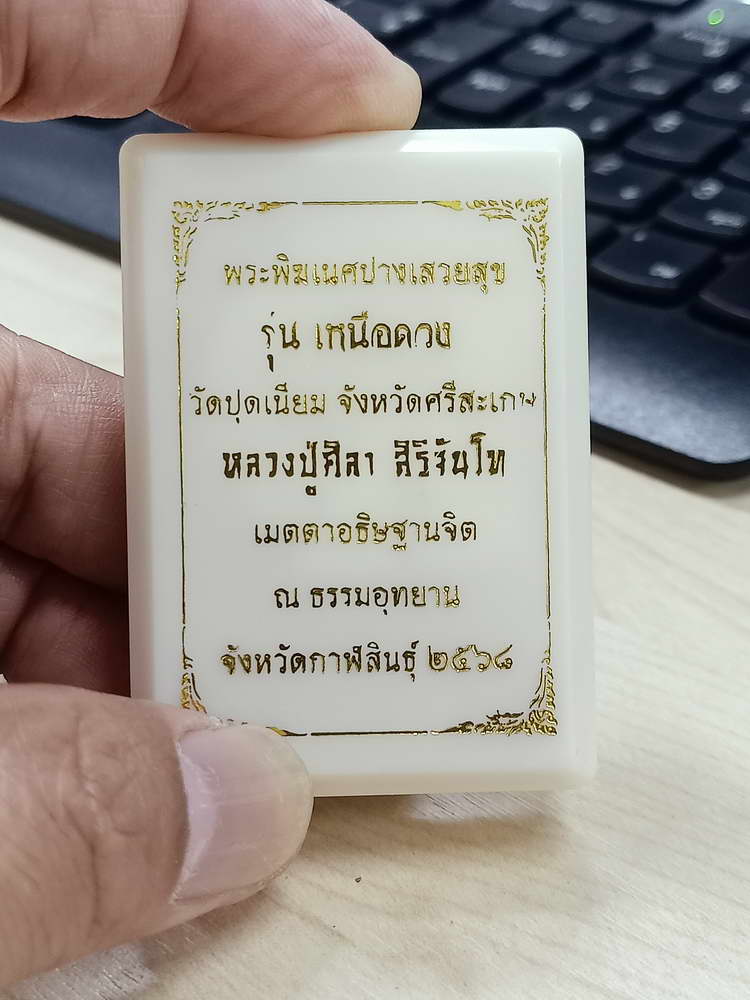 พระพิฆเนศปางเสวยสุข
รุ่น เหนือดวง
วัดปุดเนียม จังหวัดศรีสะเกษ
หลวงปู่ศิลา สิริจันโท
เมตตาอธิษฐานจิต
ณ ธรรมอุทยาน
จังหวัดกาฬสินธุ์ ๒๕๖๘